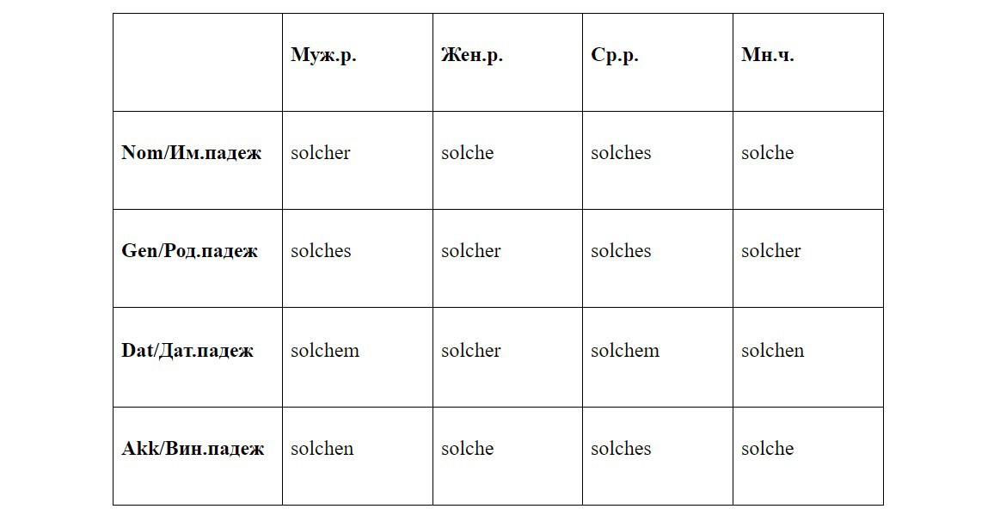 Муж.р. Жен.р. Ср.р. Мн.ч.
Nom/Им.падеж solcher solche solches solche
Gen/Род.падеж solches solcher solches solcher
Dat/Дат.падеж solchem solcher solchem solchen
Akk/Вин.падеж solchen solche solches solche